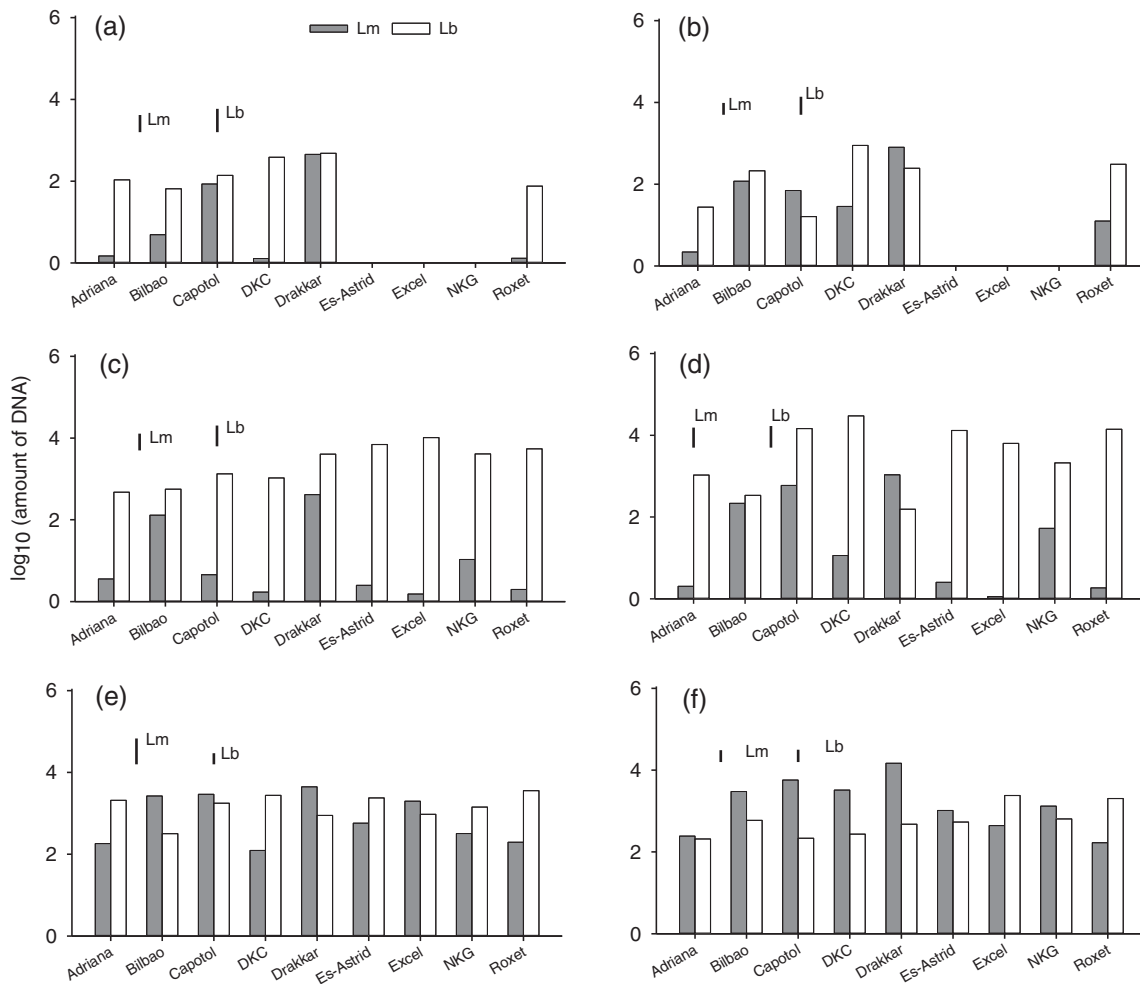 (a)
Lm Lb
6
4
2
0
Lm
Lb
Adriana Bilbao Capotol DKC Drakkar Es-Astrid Excel NKG Roxet
(b)
6
4
2
0
Lm
Lb
Adriana Bilbao Capotol DKC Drakkar Es-Astrid Excel NKG Roxet
log10 (amount of DNA)
(c)
6
4
2
0
Lm
Lb
Adriana Bilbao Capotol DKC Drakkar Es-Astrid Excel NKG Roxet
(d)
6
4
2
0
Lm
Lb
Adriana Bilbao Capotol DKC Drakkar Es-Astrid Excel NKG Roxet
(e)
6
4
2
0
Lm
Lb
Adriana Bilbao Capotol DKC Drakkar Es-Astrid Excel NKG Roxet
(f)
6
4
2
0
Lm
Lb
Adriana Bilbao Capotol DKC Drakkar Es-Astrid Excel NKG Roxet